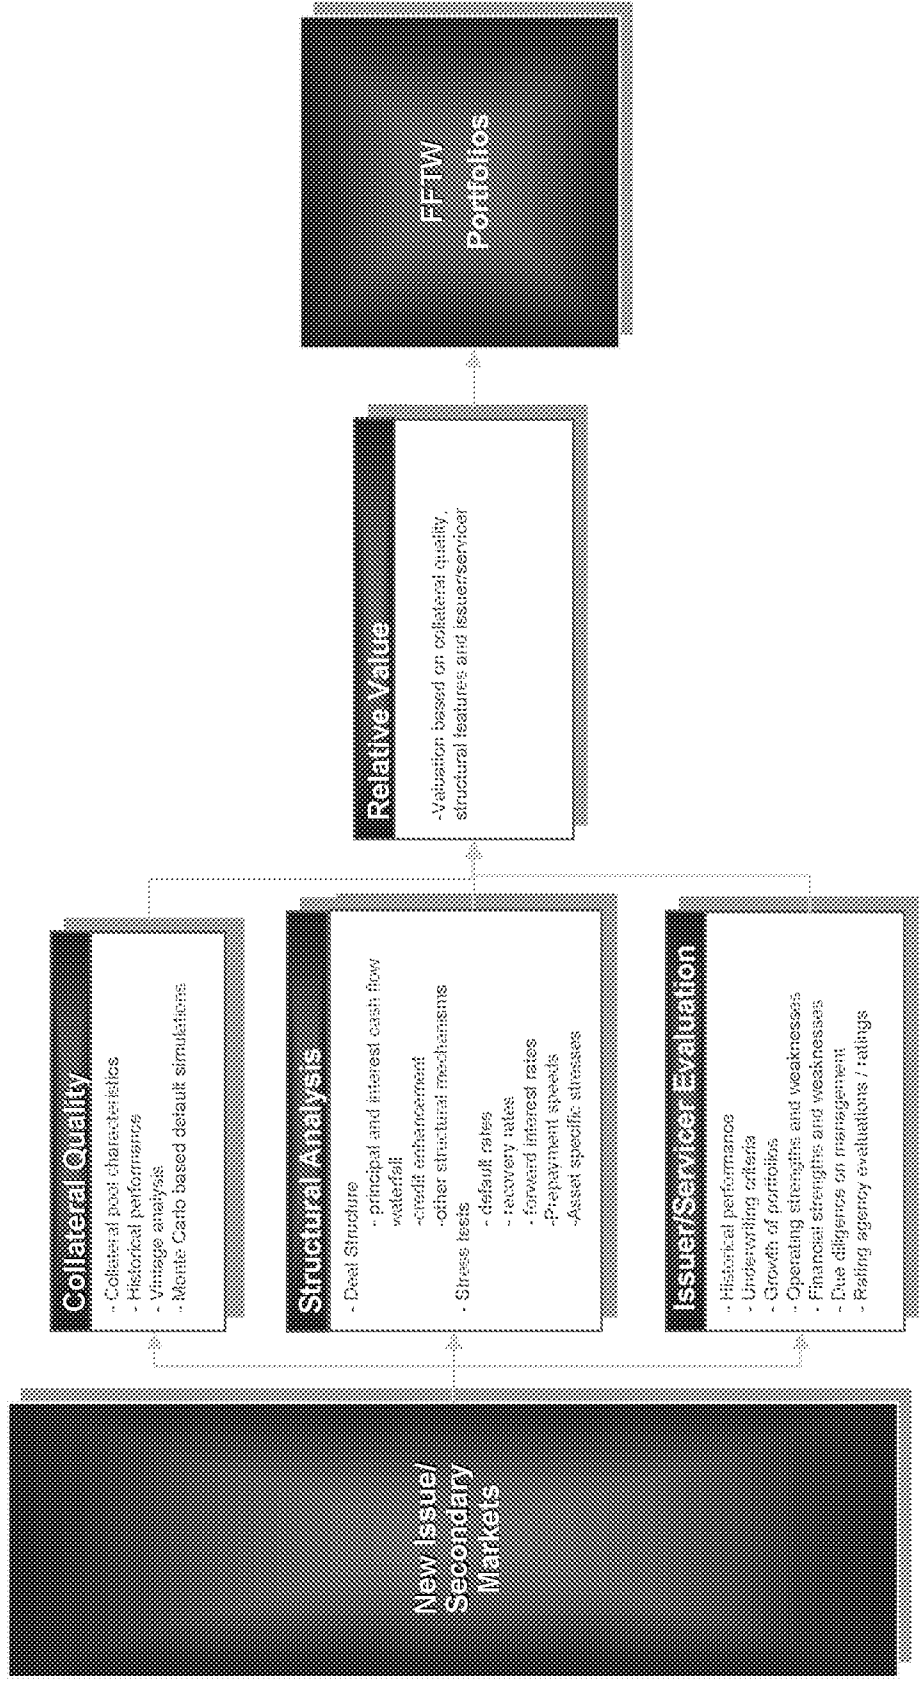 New Issue/
Secondary
Markets
Collateral Quality
- Collateral pool characteristics
- Historical performance
- Vintage analysis
- Monte Carlo based default simulations
Structural Analysis
- Deal Structure
- principal and interest cash flow
waterfall
-credit enhancement
-other structural mechanisms
- Stress tests
- default rates
- recovery rates
- forward interest rates
-Prepayment speeds
-Asset specific stresses
Issuer/Servicer Evaluation
- Historical performance
- Underwriting criteria
- Growth of portfolios
- Operating strengths and weaknesses
- Financial strengths and weaknesses
- Due diligence on management
- Rating agency evaluations / ratings
Relative Value
-Valuation based on collateral quality,
structural features and issuer/servicer
FFTW
Portfolios